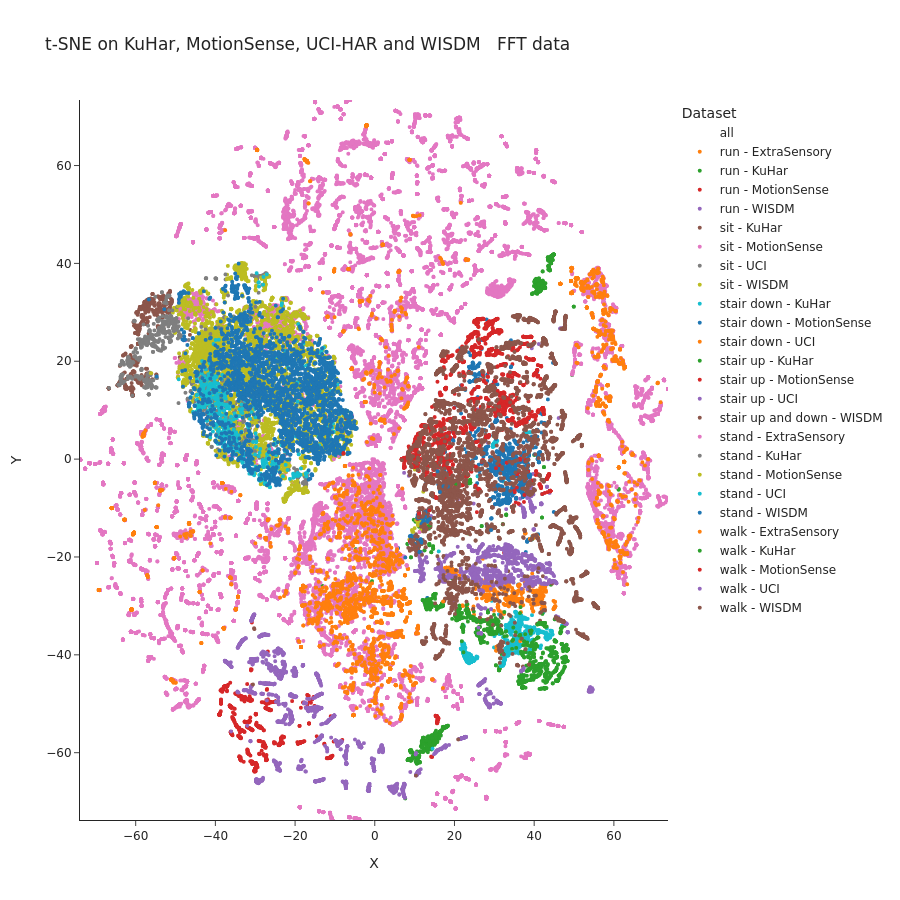 t-SNE on KuHar, MotionSense, UCI-HAR and WISDM   FFT data
Dataset
all
run - ExtraSensory
run - KuHar
run - MotionSense
run - WISDM
sit - KuHar
sit - MotionSense
sit - UCI
sit - WISDM
stair down - KuHar
stair down - MotionSense
stair down - UCI
stair up - KuHar
stair up - MotionSense
stair up - UCI
stair up and down - WISDM
stand - ExtraSensory
stand - KuHar
stand - MotionSense
stand - UCI
stand - WISDM
walk - ExtraSensory
walk - KuHar
walk - MotionSense
walk - UCI
walk - WISDM
60
40
20
0
−20
−40
−60
Y
−60 −40 −20 0 20 40 60
X